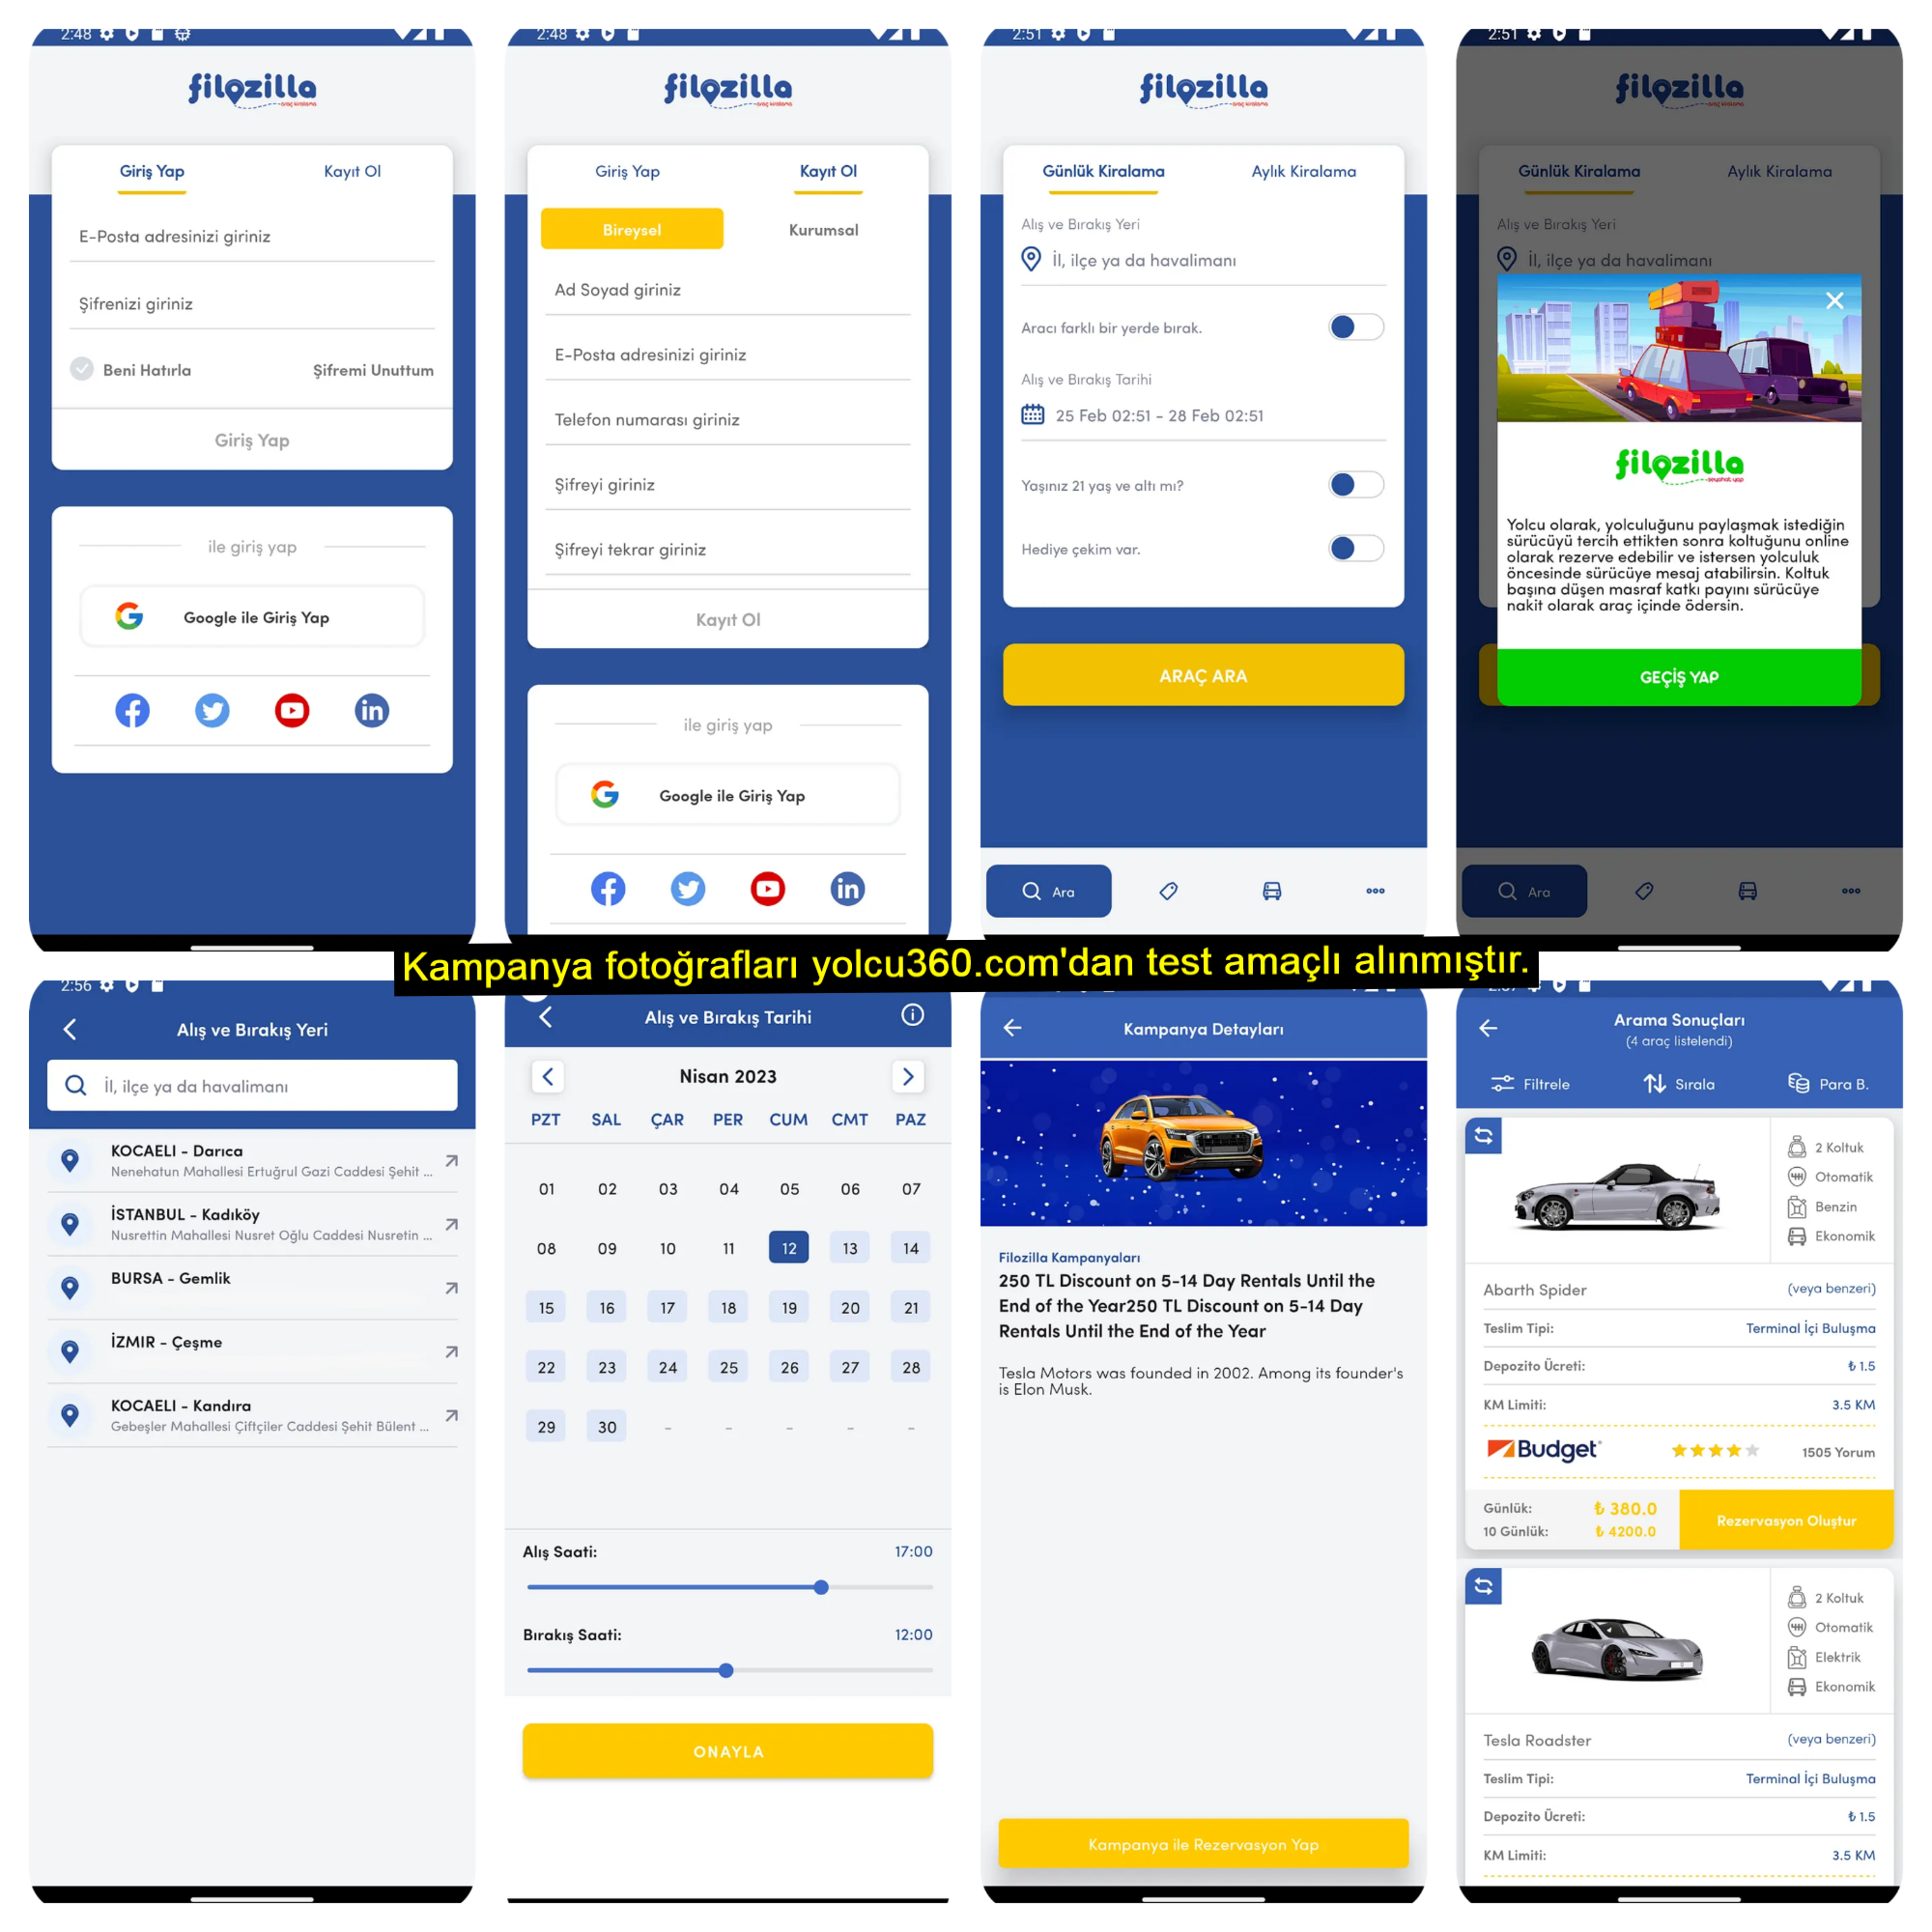 2:48
filozilla
araç kiralama
Giriş Yap
Kayıt Ol
E-Posta adresinizi giriniz
Şifrenizi giriniz
Beni Hatırla
Şifremi Unuttum
Giriş Yap
ile giriş yap
Google ile Giriş Yap
2:48
filozilla
araç kiralama
Giriş Yap
Kayıt Ol
Bireysel
Kurumsal
Ad Soyad giriniz
E-Posta adresinizi giriniz
Telefon numarası giriniz
Şifreyi giriniz
Şifreyi tekrar giriniz
Kayıt Ol
ile giriş yap
Google ile Giriş Yap
2:51
filozilla
araç kiralama
Günlük Kiralama
Aylık Kiralama
Alış ve Bırakış Yeri
İl, ilçe ya da havalimanı
Aracı farklı bir yerde bırak.
Alış ve Bırakış Tarihi
25 Feb 02:51 - 28 Feb 02:51
Yaşınız 21 yaş ve altı mı?
Hediye çekim var.
ARAÇ ARA
Ara
2:51
filozilla
araç kiralama
Günlük Kiralama
Aylık Kiralama
Alış ve Bırakış Yeri
İl, ilçe ya da havalimanı
filozilla
seyahat yap
Yolcu olarak, yolculuğunu paylaşmak istediğin
sürücüyü tercih ettikten sonra koltuğunu online
olarak rezerve edebilir ve istersen yolculuk
öncesinde sürücüye mesaj atabilirsin. Koltuk
başına düşen masraf katkı payını sürücüye
nakit olarak araç içinde ödersin.
GEÇİŞ YAP
Ara
Kampanya fotoğrafları yolcu360.com'dan test amaçlı alınmıştır.
2:56
Alış ve Bırakış Yeri
İl, ilçe ya da havalimanı
KOCAELI - Darıca
Nenehatun Mahallesi Ertuğrul Gazi Caddesi Şehit ...
İSTANBUL - Kadıköy
Nusrettin Mahallesi Nusret Oğlu Caddesi Nusretin ...
BURSA - Gemlik
İZMIR - Çeşme
KOCAELI - Kandıra
Gebeşler Mahallesi Çiftçiler Caddesi Şehit Bülent ...
Alış ve Bırakış Tarihi
Nisan 2023
PZT SAL ÇAR PER CUM CMT PAZ
01 02 03 04 05 06 07
08 09 10 11 12 13 14
15 16 17 18 19 20 21
22 23 24 25 26 27 28
29 30 - - - - -
Alış Saati: 17:00
Bırakış Saati: 12:00
ONAYLA
Kampanya Detayları
Filozilla Kampanyaları
250 TL Discount on 5-14 Day Rentals Until the
End of the Year250 TL Discount on 5-14 Day
Rentals Until the End of the Year
Tesla Motors was founded in 2002. Among its founder's
is Elon Musk.
Kampanya ile Rezervasyon Yap
Arama Sonuçları
(4 araç listelendi)
Filtrele
Sırala
Para B.
2 Koltuk
Otomatik
Benzin
Ekonomik
Abarth Spider (veya benzeri)
Teslim Tipi: Terminal İçi Buluşma
Depozito Ücreti: ₺ 1.5
KM Limiti: 3.5 KM
Budget 1505 Yorum
Günlük: ₺ 380.0
10 Günlük: ₺ 4200.0
Rezervasyon Oluştur
2 Koltuk
Otomatik
Elektrik
Ekonomik
Tesla Roadster (veya benzeri)
Teslim Tipi: Terminal İçi Buluşma
Depozito Ücreti: ₺ 1.5
KM Limiti: 3.5 KM